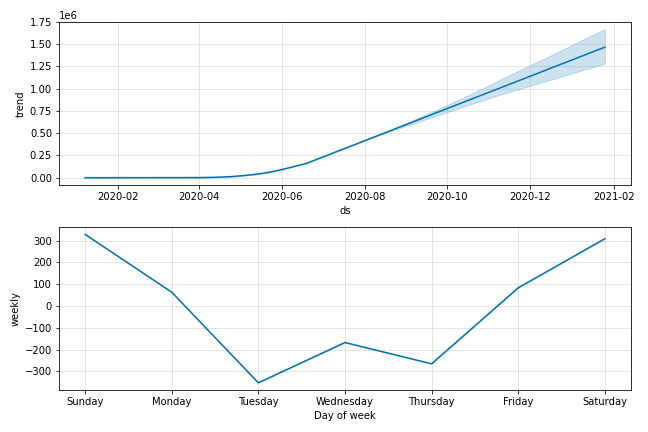 1e6
1.75
1.50
1.25
1.00
0.75
0.50
0.25
0.00
trend
2020-02 2020-04 2020-06 2020-08 2020-10 2020-12 2021-02
ds
300
200
100
0
−100
−200
−300
weekly
Sunday Monday Tuesday Wednesday Thursday Friday Saturday
Day of week